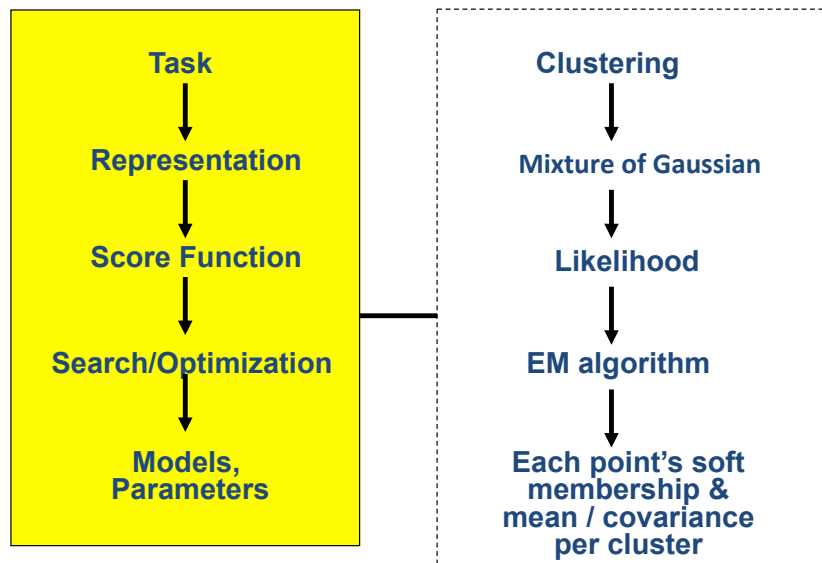 Task
Representation
Score Function
Search/Optimization
Models,
Parameters
Clustering
Mixture of Gaussian
Likelihood
EM algorithm
Each point’s soft
membership &
mean / covariance
per cluster